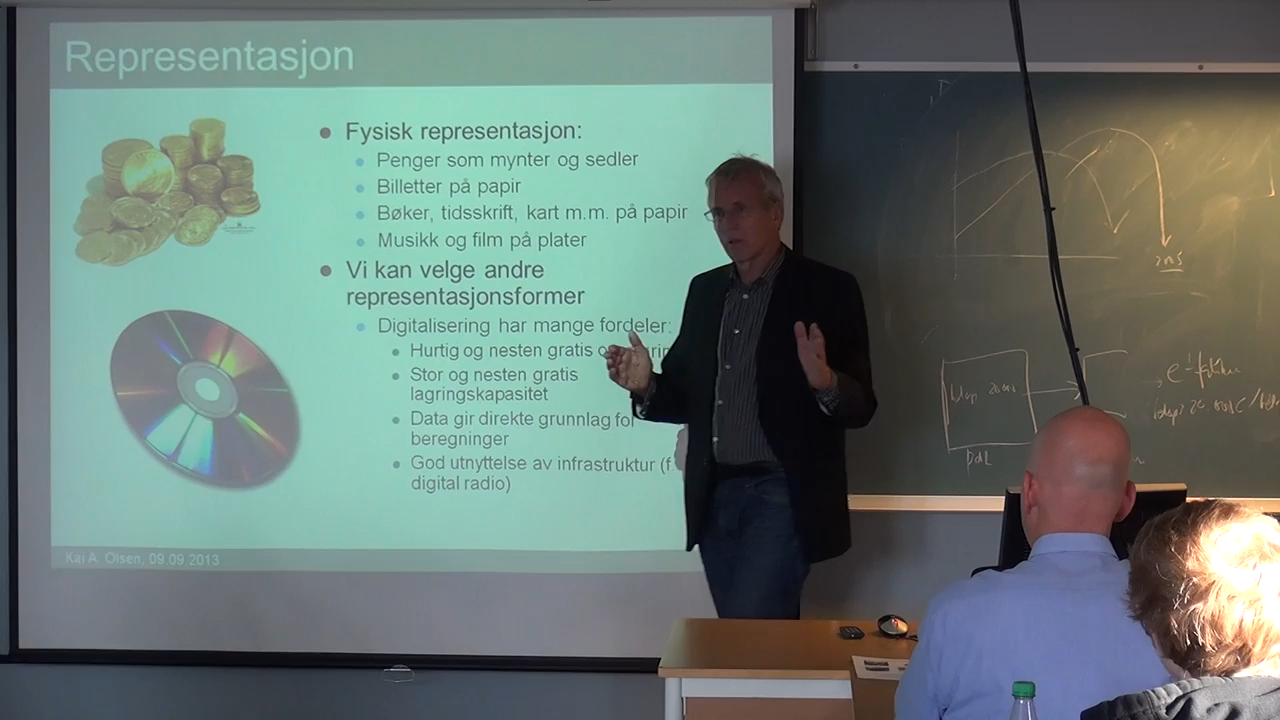 Representasjon
Fysisk representasjon:
Penger som mynter og sedler
Billetter på papir
Bøker, tidsskrift, kart m.m. på papir
Musikk og film på plater
Vi kan velge andre
representasjonsformer
Digitalisering har mange fordeler:
Hurtig og nesten gratis
Stor og nesten gratis
lagringskapasitet
Data gir direkte grunnlag for
beregninger
God utnyttelse av infrastruktur (f
digital radio)
Kai A. Olsen, 09.09.2013